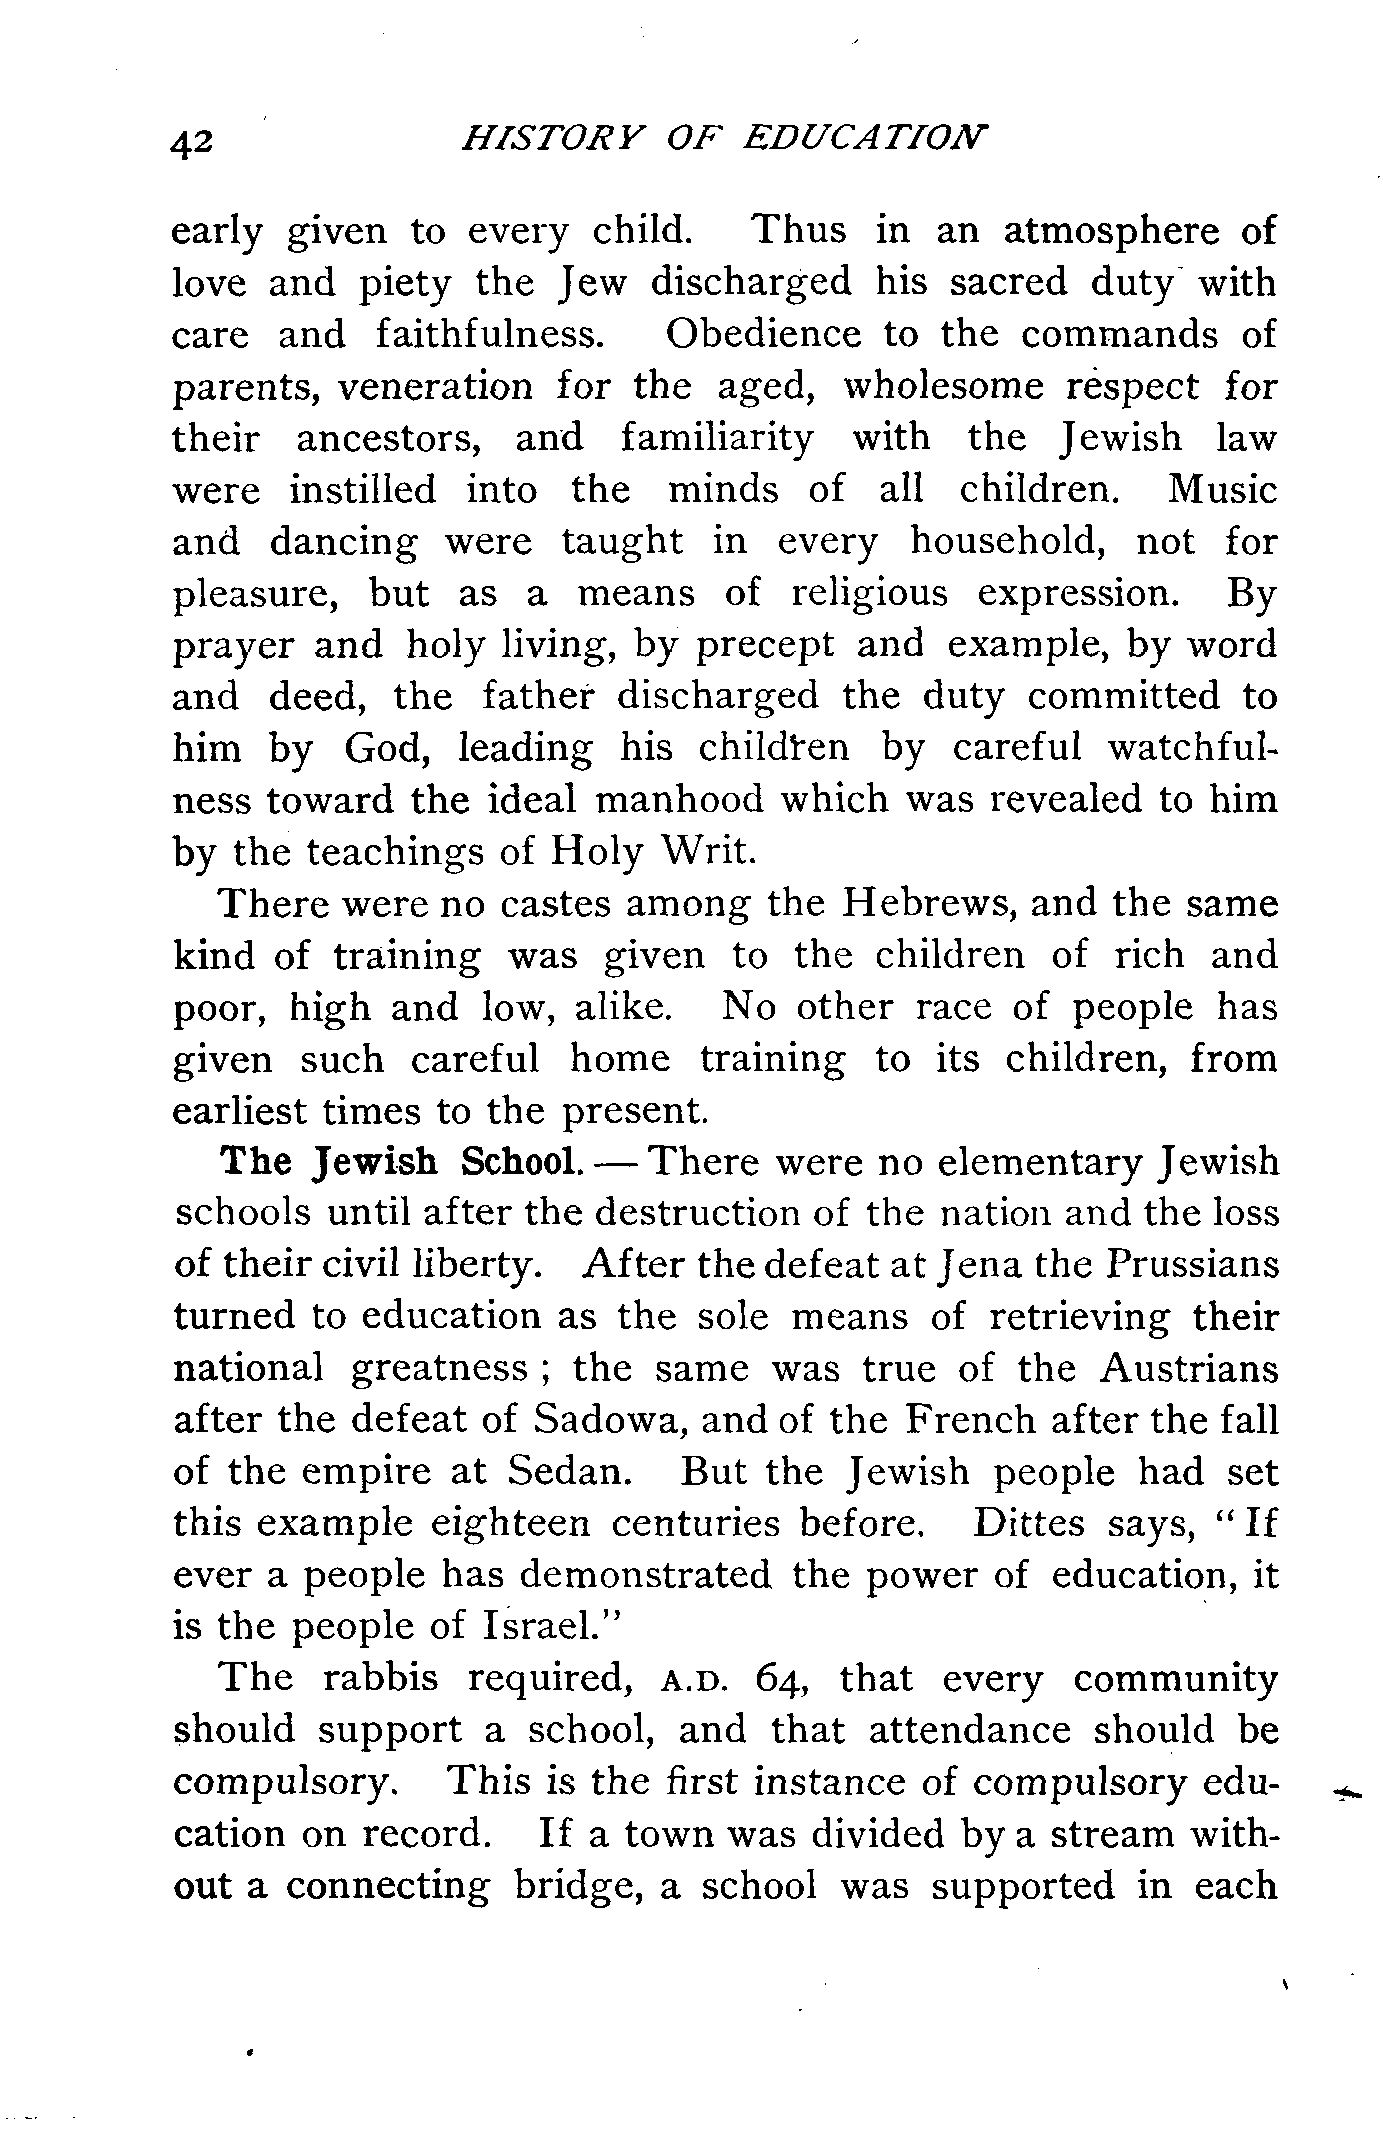 42 HISTORY OF EDUCATION
early given to every child. Thus in an atmosphere of
love and piety the Jew discharged his sacred duty with
care and faithfulness. Obedience to the commands of
parents, veneration for the aged, wholesome respect for
their ancestors, and familiarity with the Jewish law
were instilled into the minds of all children. Music
and dancing were taught in every household, not for
pleasure, but as a means of religious expression. By
prayer and holy living, by precept and example, by word
and deed, the father discharged the duty committed to
him by God, leading his children by careful watchful-
ness toward the ideal manhood which was revealed to him
by the teachings of Holy Writ.
There were no castes among the Hebrews, and the same
kind of training was given to the children of rich and
poor, high and low, alike. No other race of people has
given such careful home training to its children, from
earliest times to the present.
The Jewish School. — There were no elementary Jewish
schools until after the destruction of the nation and the loss
of their civil liberty. After the defeat at Jena the Prussians
turned to education as the sole means of retrieving their
national greatness ; the same was true of the Austrians
after the defeat of Sadowa, and of the French after the fall
of the empire at Sedan. But the Jewish people had set
this example eighteen centuries before. Dittes says, “ If
ever a people has demonstrated the power of education, it
is the people of Israel.”
The rabbis required, A.D. 64, that every community
should support a school, and that attendance should be
compulsory. This is the first instance of compulsory edu-
cation on record. If a town was divided by a stream with-
out a connecting bridge, a school was supported in each